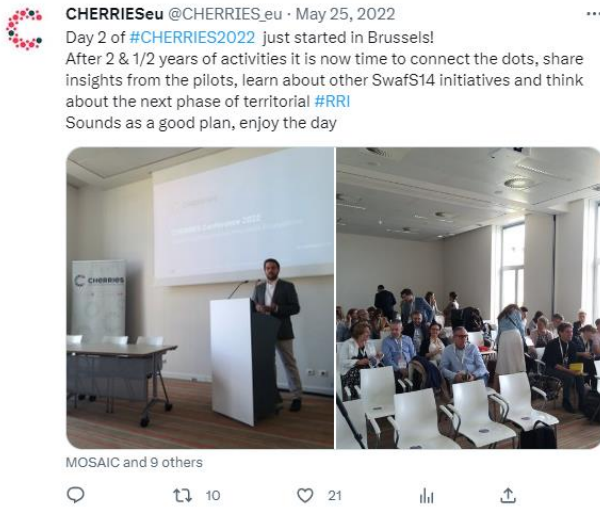 CHERRIESeu @CHERRIES_eu · May 25, 2022
Day 2 of #CHERRIES2022 just started in Brussels!
After 2 & 1/2 years of activities it is now time to connect the dots, share
insights from the pilots, learn about other SwafS14 initiatives and think
about the next phase of territorial #RRI
Sounds as a good plan, enjoy the day
CHERRIES Conference 2022
CHERRIES
MOSAIC and 9 others
10 21